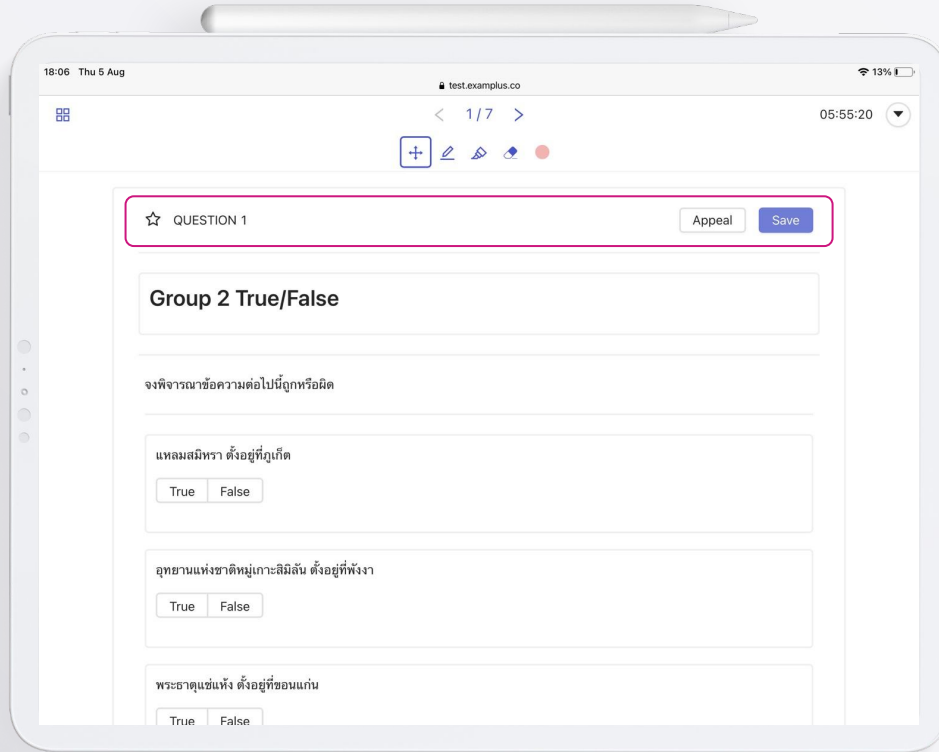 18:06 Thu 5 Aug
13%
test.examplus.co
1 / 7
05:55:20
QUESTION 1
Appeal
Save
Group 2 True/False
จงพิจารณาข้อความต่อไปนี้ถูกหรือผิด
แหลมสมิหรา ตั้งอยู่ที่ภูเก็ต
True False
อุทยานแห่งชาติหมู่เกาะสิมิลัน ตั้งอยู่ที่พังงา
True False
พระธาตุแช่แห้ง ตั้งอยู่ที่ขอนแก่น
True False